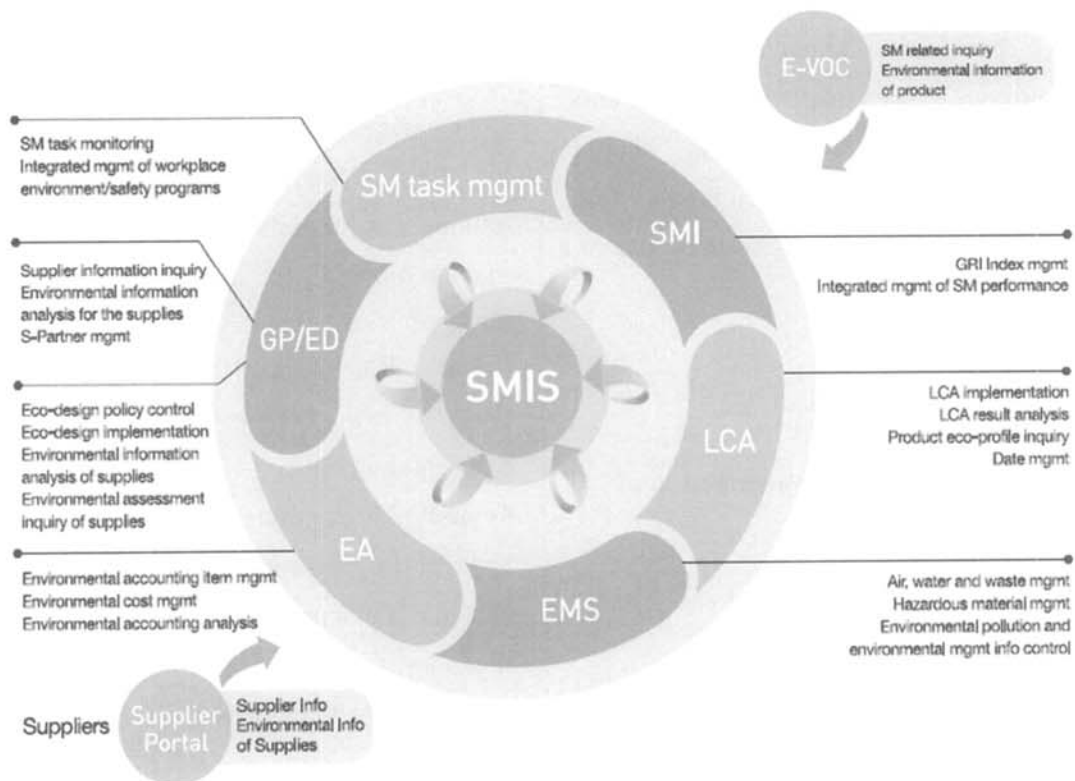 E-VOC
SM related inquiry
Environmental information
of product
SM task monitoring
Integrated mgmt of workplace
environment/safety programs
SM task mgmt
SMI
GRI Index mgmt
Integrated mgmt of SM performance
Supplier information inquiry
Environmental information
analysis for the supplies
S-Partner mgmt
GP/ED
SMIS
LCA
LCA implementation
LCA result analysis
Product eco-profile inquiry
Date mgmt
Eco-design policy control
Eco-design implementation
Environmental information
analysis of supplies
Environmental assessment
inquiry of supplies
EA
EMS
Environmental accounting item mgmt
Environmental cost mgmt
Environmental accounting analysis
Air, water and waste mgmt
Hazardous material mgmt
Environmental pollution and
environmental mgmt info control
Suppliers
Supplier
Portal
Supplier Info
Environmental Info
of Supplies